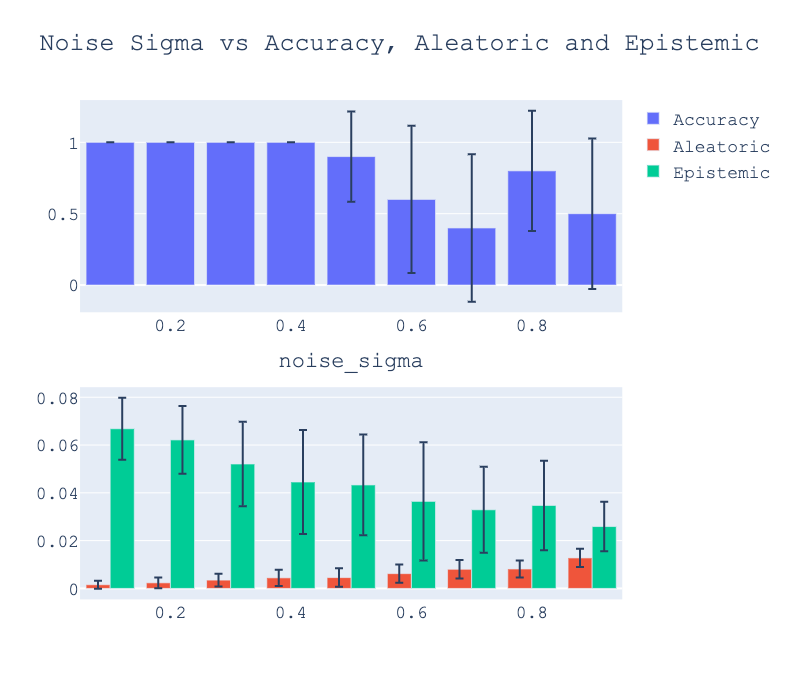 Noise Sigma vs Accuracy, Aleatoric and Epistemic
Accuracy
Aleatoric
Epistemic
1
0.5
0
0.2 0.4 0.6 0.8
noise_sigma
0.08
0.06
0.04
0.02
0
0.2 0.4 0.6 0.8